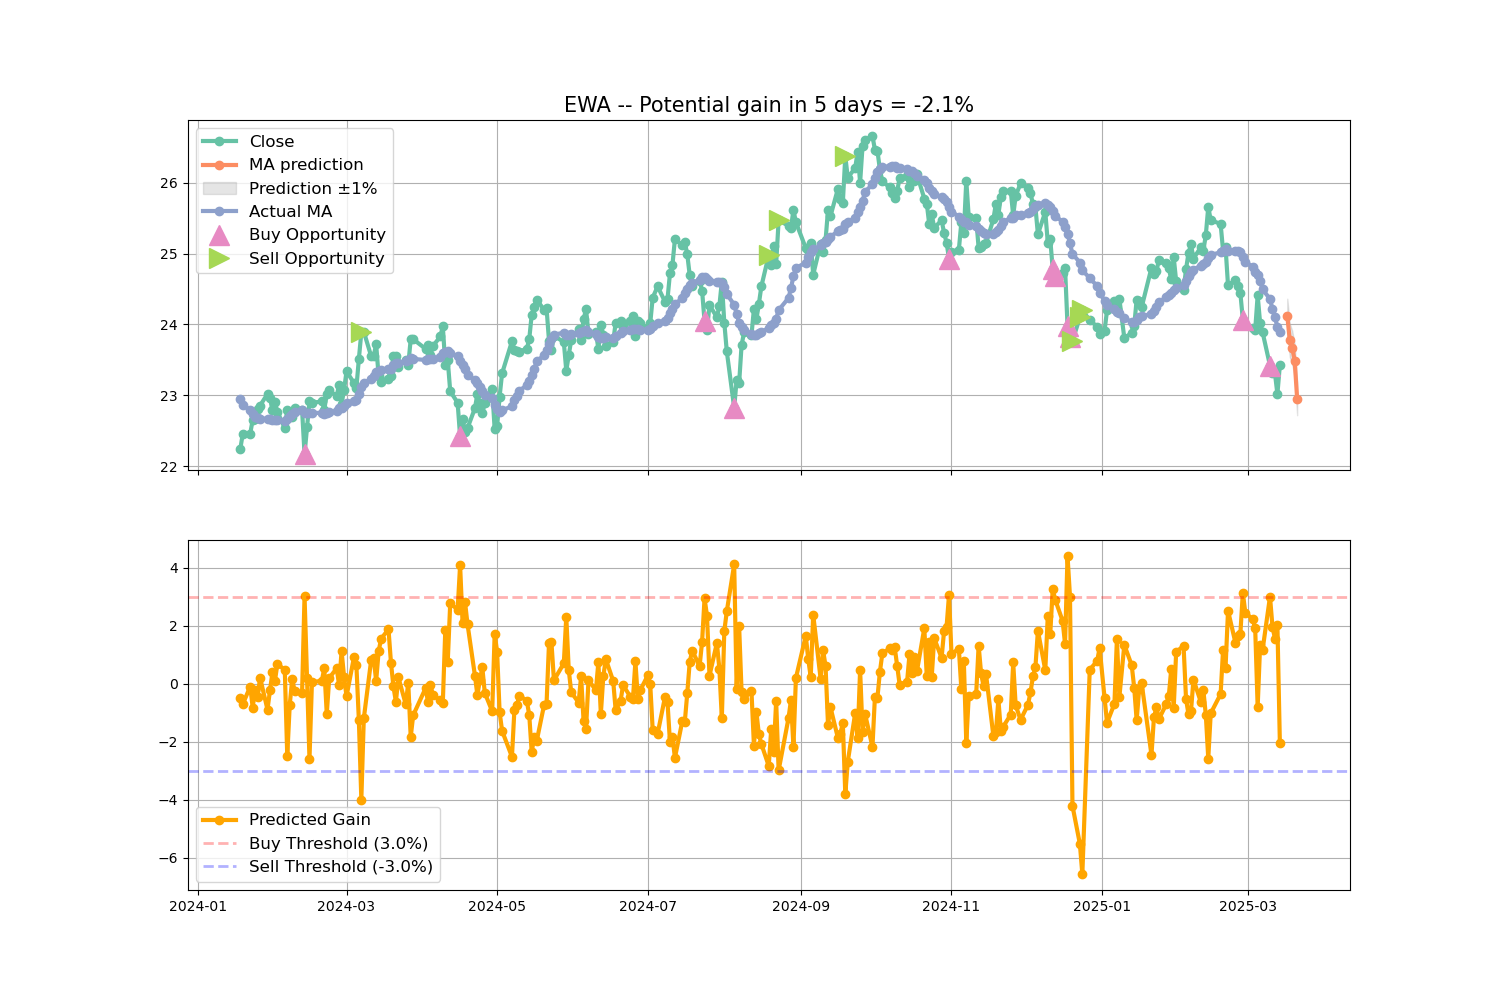 EWA -- Potential gain in 5 days = -2.1%
Close
MA prediction
Prediction ±1%
Actual MA
Buy Opportunity
Sell Opportunity
26
25
24
23
22
4
2
0
−2
−4
−6
Predicted Gain
Buy Threshold (3.0%)
Sell Threshold (-3.0%)
2024-01 2024-03 2024-05 2024-07 2024-09 2024-11 2025-01 2025-03